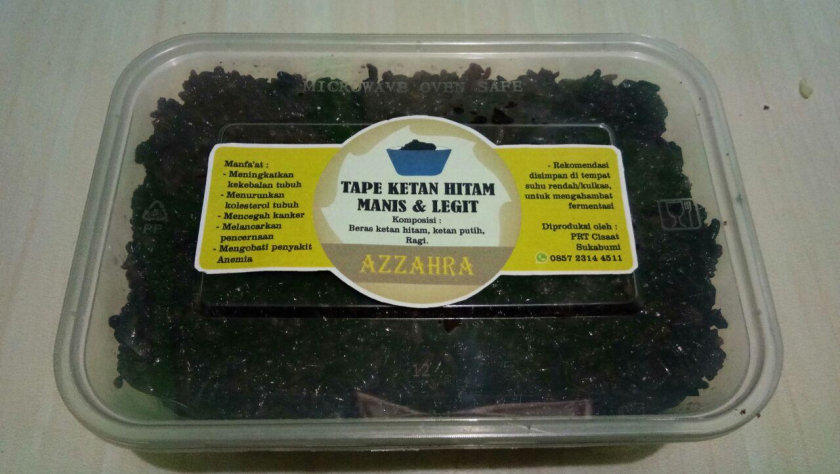 MICROWAVE OVEN SAFE
Manfa'at :
- Meningkatkan
kekebalan tubuh
- Menurunkan
kolesterol tubuh
- Mencegah kanker
- Melancarkan
pencernaan
- Mengobati penyakit
Anemia
TAPE KETAN HITAM
MANIS & LEGIT
Komposisi :
Beras ketan hitam, ketan putih,
Ragi.
AZZAHRA
- Rekomendasi
disimpan di tempat
suhu rendah/kulkas,
untuk mengahambat
fermentasi
Diproduksi oleh :
PRT Cisaat
Sukabumi
0857 2314 4511
12